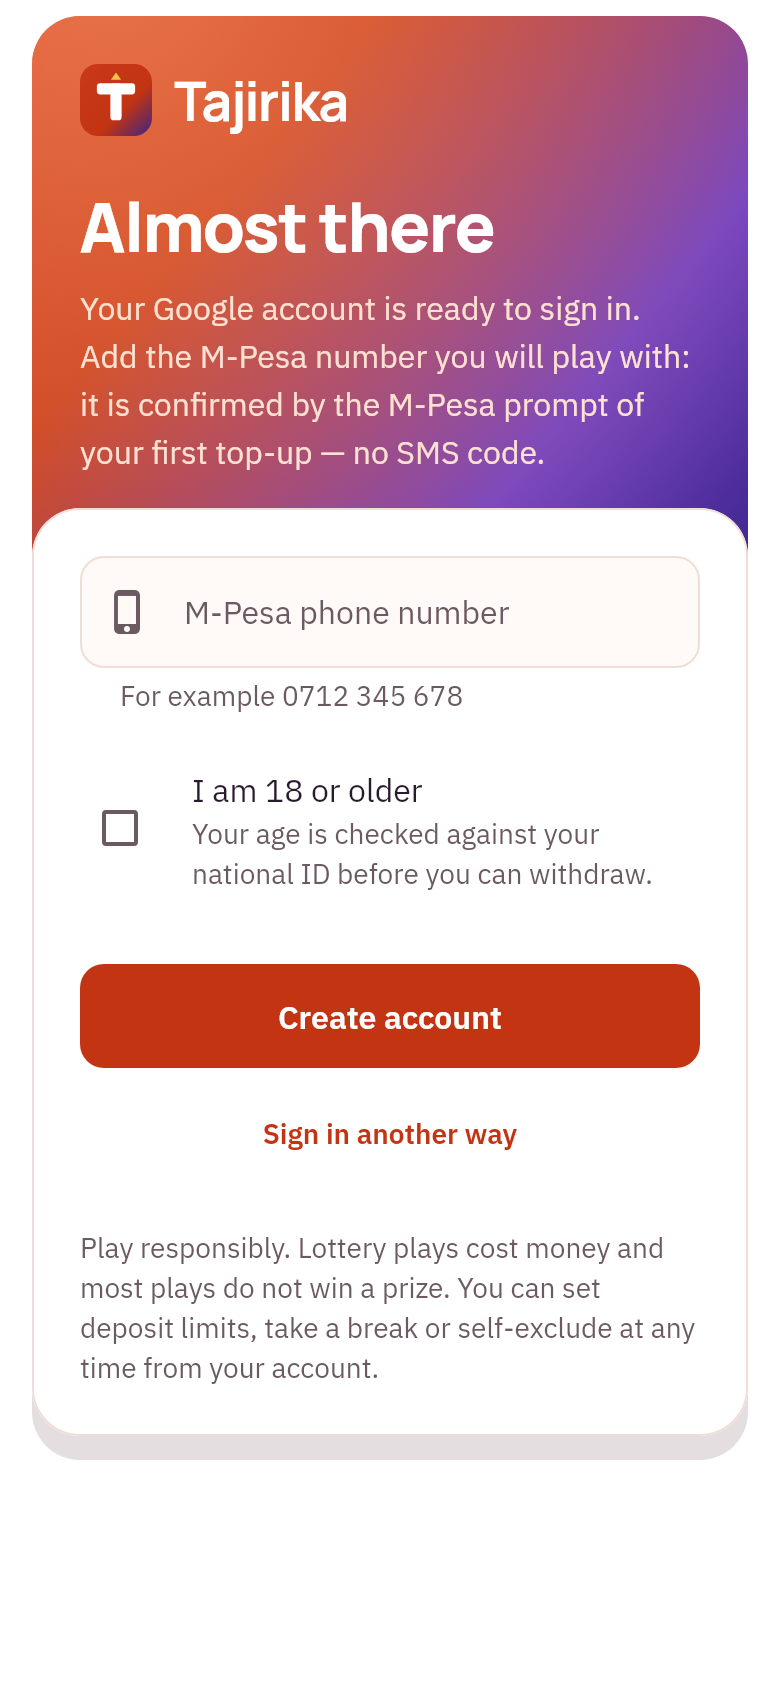 T
Tajirika
Almost there
Your Google account is ready to sign in.
Add the M-Pesa number you will play with:
it is confirmed by the M-Pesa prompt of
your first top-up — no SMS code.
M-Pesa phone number
For example 0712 345 678
I am 18 or older
Your age is checked against your
national ID before you can withdraw.
Create account
Sign in another way
Play responsibly. Lottery plays cost money and
most plays do not win a prize. You can set
deposit limits, take a break or self-exclude at any
time from your account.